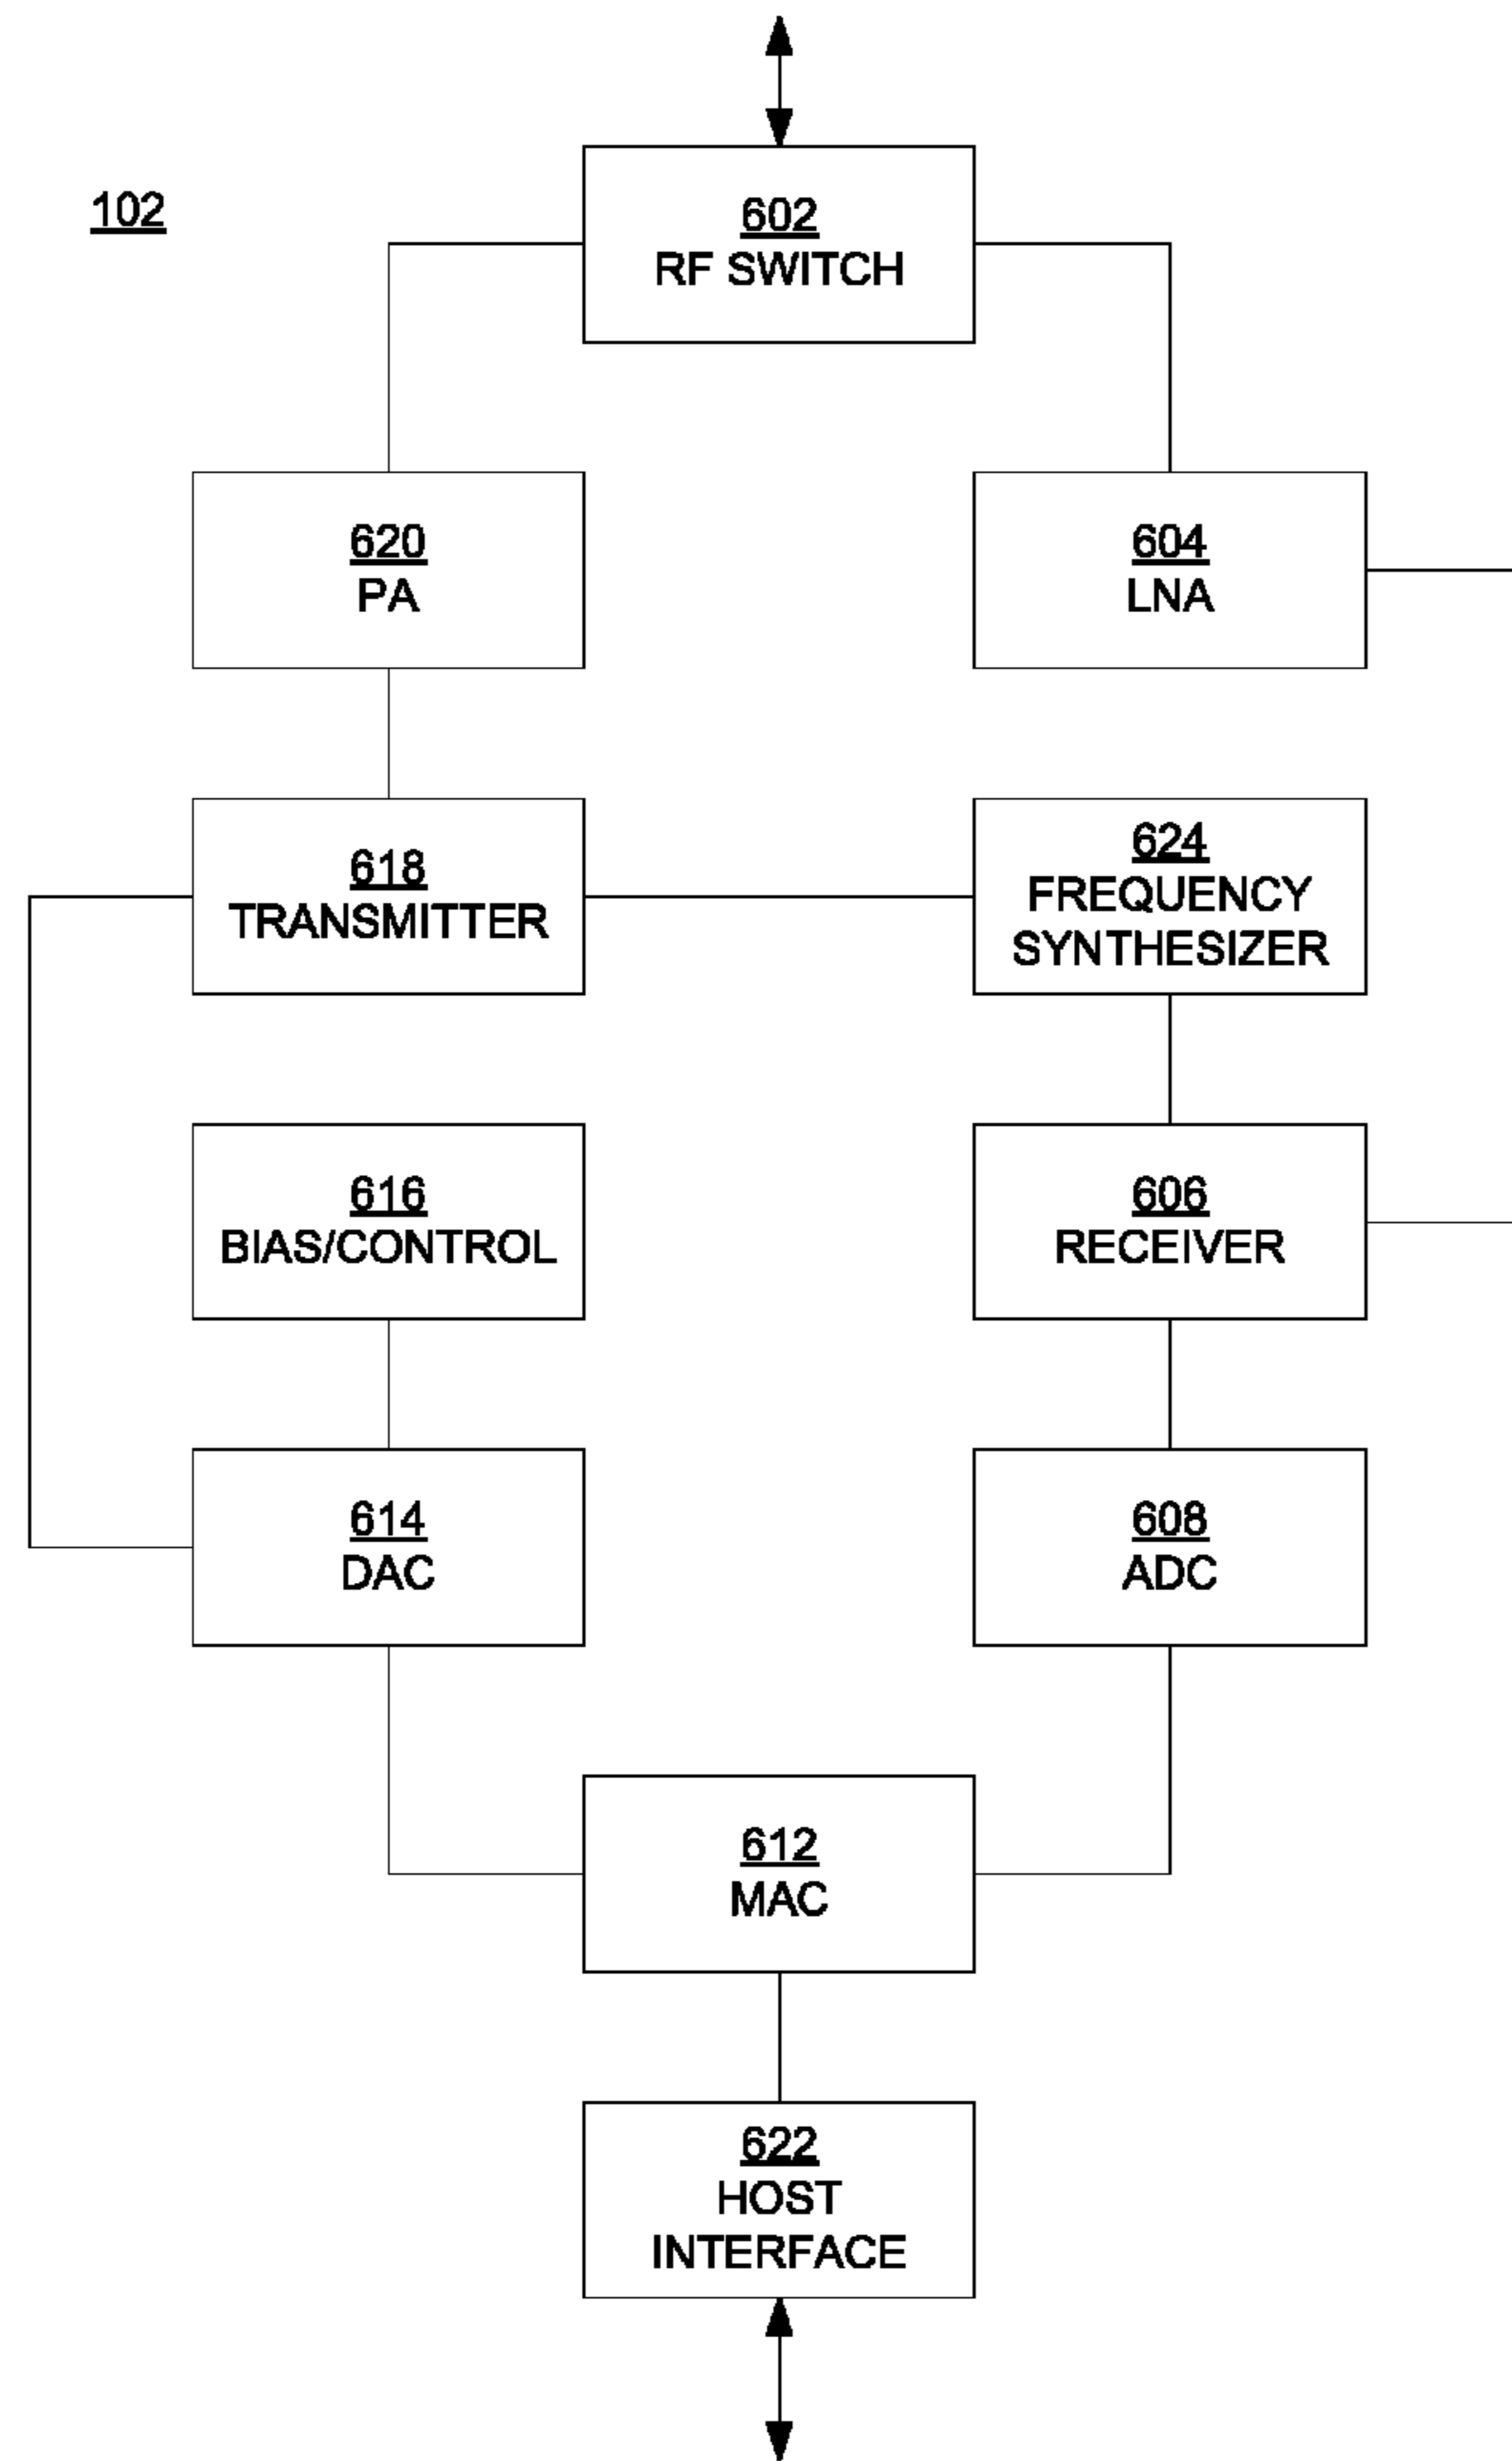 102
602
RF SWITCH
620
PA
604
LNA
618
TRANSMITTER
624
FREQUENCY
SYNTHESIZER
616
BIAS/CONTROL
606
RECEIVER
614
DAC
608
ADC
612
MAC
622
HOST
INTERFACE